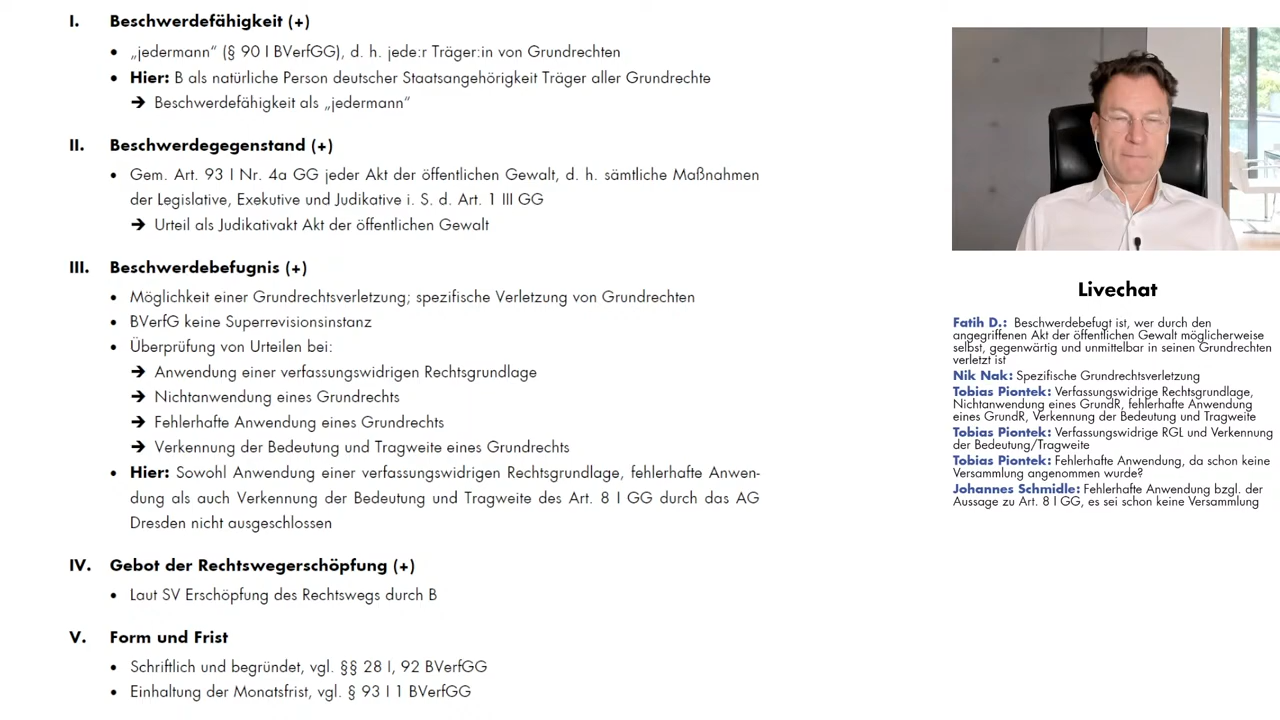 I. Beschwerdefähigkeit (+)
• „jedermann“ (§ 90 I BVerfGG), d. h. jede:r Träger:in von Grundrechten
• Hier: B als natürliche Person deutscher Staatsangehörigkeit Träger aller Grundrechte
➔ Beschwerdefähigkeit als „jedermann“
II. Beschwerdegegenstand (+)
• Gem. Art. 93 I Nr. 4a GG jeder Akt der öffentlichen Gewalt, d. h. sämtliche Maßnahmen
der Legislative, Exekutive und Judikative i. S. d. Art. 1 III GG
➔ Urteil als Judikativakt Akt der öffentlichen Gewalt
III. Beschwerdebefugnis (+)
• Möglichkeit einer Grundrechtsverletzung; spezifische Verletzung von Grundrechten
• BVerfG keine Superrevisionsinstanz
• Überprüfung von Urteilen bei:
➔ Anwendung einer verfassungswidrigen Rechtsgrundlage
➔ Nichtanwendung eines Grundrechts
➔ Fehlerhafte Anwendung eines Grundrechts
➔ Verkennung der Bedeutung und Tragweite eines Grundrechts
• Hier: Sowohl Anwendung einer verfassungswidrigen Rechtsgrundlage, fehlerhafte Anwen-
dung als auch Verkennung der Bedeutung und Tragweite des Art. 8 I GG durch das AG
Dresden nicht ausgeschlossen
IV. Gebot der Rechtswegerschöpfung (+)
• Laut SV Erschöpfung des Rechtswegs durch B
V. Form und Frist
• Schriftlich und begründet, vgl. §§ 28 I, 92 BVerfGG
• Einhaltung der Monatsfrist, vgl. § 93 I 1 BVerfGG
Livechat
Fatih D.: Beschwerdebefugt ist, wer durch den
angegriffenen Akt der öffentlichen Gewalt möglicherweise
selbst, gegenwärtig und unmittelbar in seinen Grundrechten
verletzt ist
Nik Nak: Spezifische Grundrechtsverletzung
Tobias Piontek: Verfassungswidrige Rechtsgrundlage,
Nichtanwendung eines GrundR, fehlerhafte Anwendung
eines GrundR, Verkennung der Bedeutung und Tragweite
Tobias Piontek: Verfassungswidrige RGL und Verkennung
der Bedeutung/Tragweite
Tobias Piontek: Fehlerhafte Anwendung, da schon keine
Versammlung angenommen wurde?
Johannes Schmidle: Fehlerhafte Anwendung bzgl. der
Aussage zu Art. 8 I GG, es sei schon keine Versammlung